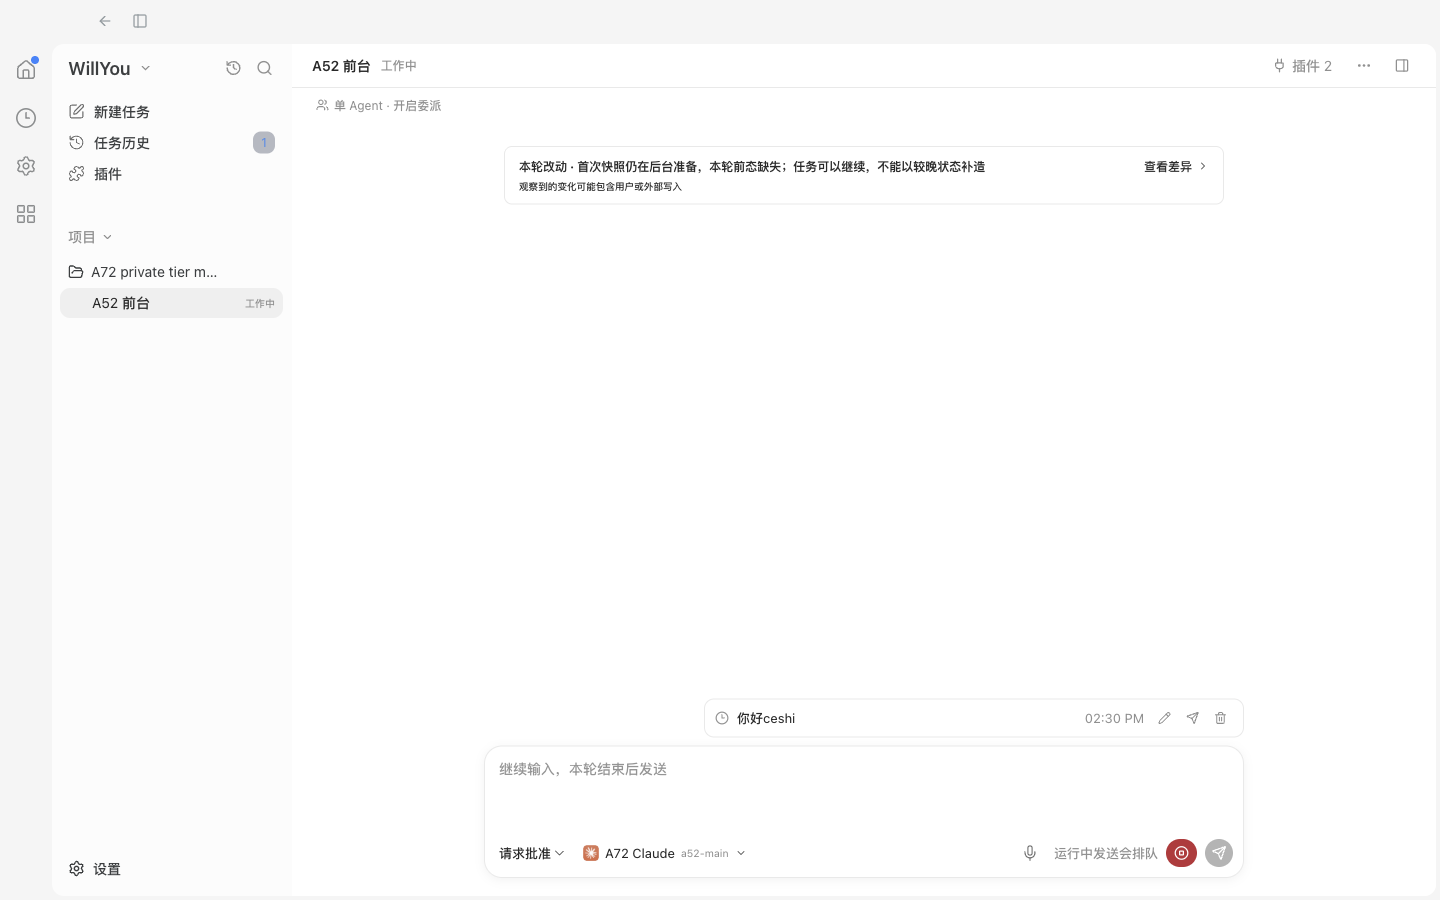 WillYou
新建任务
任务历史
1
插件
项目
A72 private tier m...
A52 前台
工作中
设置
A52 前台 工作中
插件 2
单 Agent · 开启委派
本轮改动 · 首次快照仍在后台准备，本轮前态缺失；任务可以继续，不能以较晚状态补造
查看差异
观察到的变化可能包含用户或外部写入
你好ceshi
02:30 PM
继续输入，本轮结束后发送
请求批准
A72 Claude a52-main
运行中发送会排队